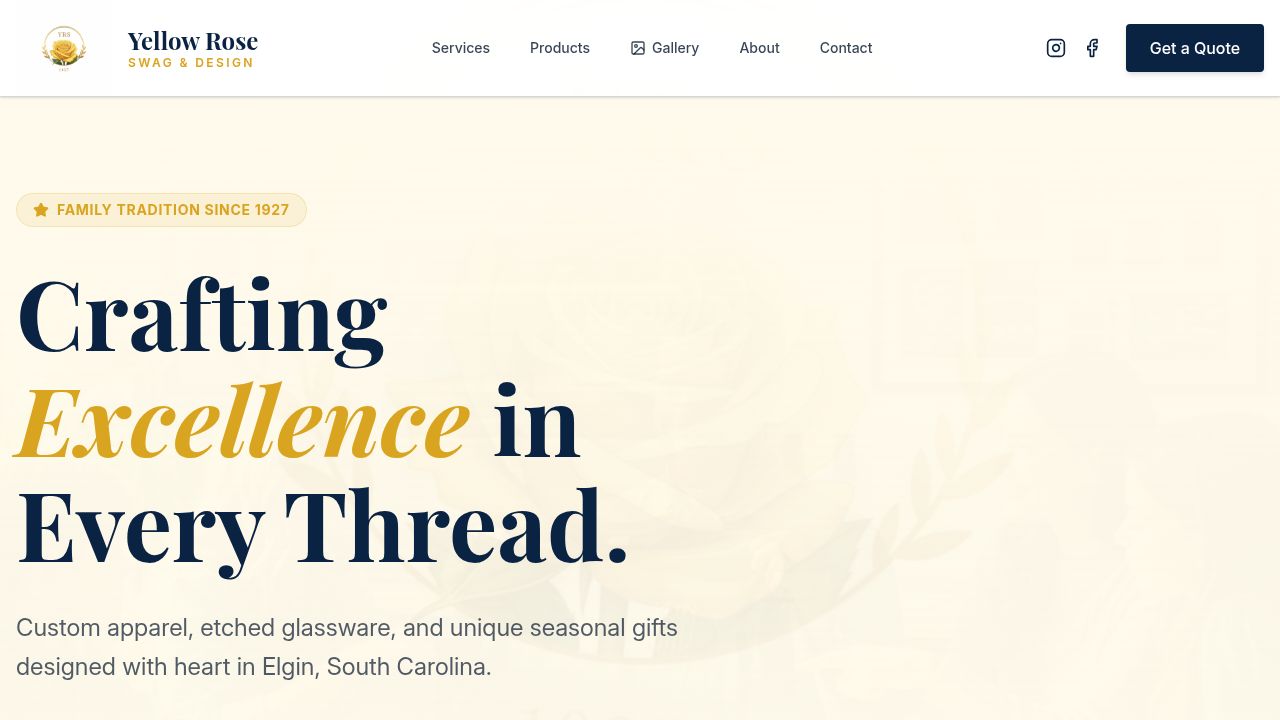 YRS
Yellow Rose
SWAG & DESIGN
Services
Products
Gallery
About
Contact
Get a Quote
FAMILY TRADITION SINCE 1927
Crafting
Excellence in
Every Thread.
Custom apparel, etched glassware, and unique seasonal gifts
designed with heart in Elgin, South Carolina.